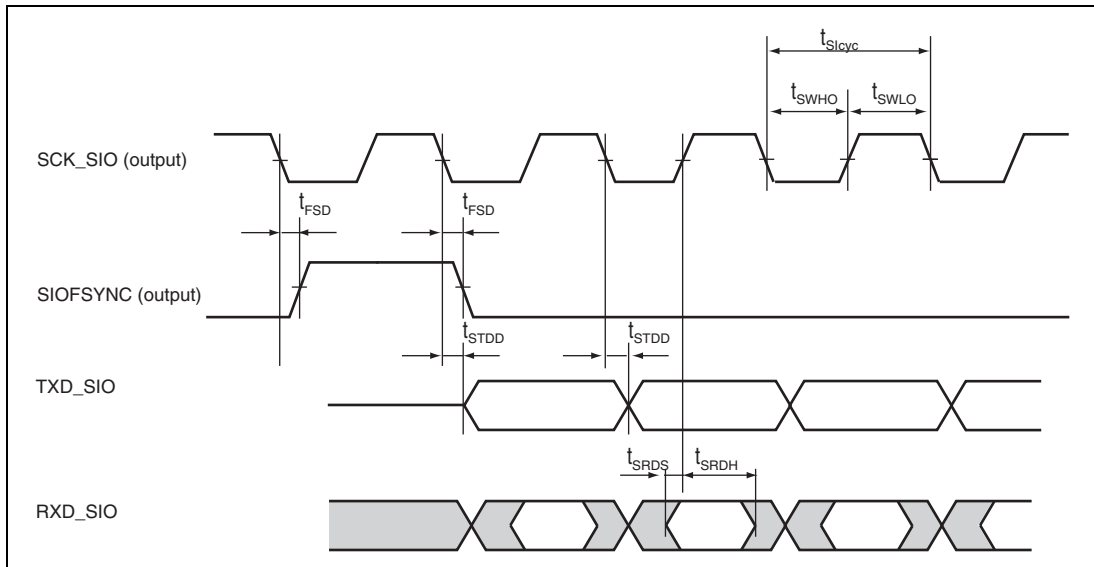 tSIcyc
tSWHO tSWLO
SCK_SIO (output)
tFSD tFSD
SIOFSYNC (output)
tSTDD tSTDD
TXD_SIO
tSRDS tSRDH
RXD_SIO